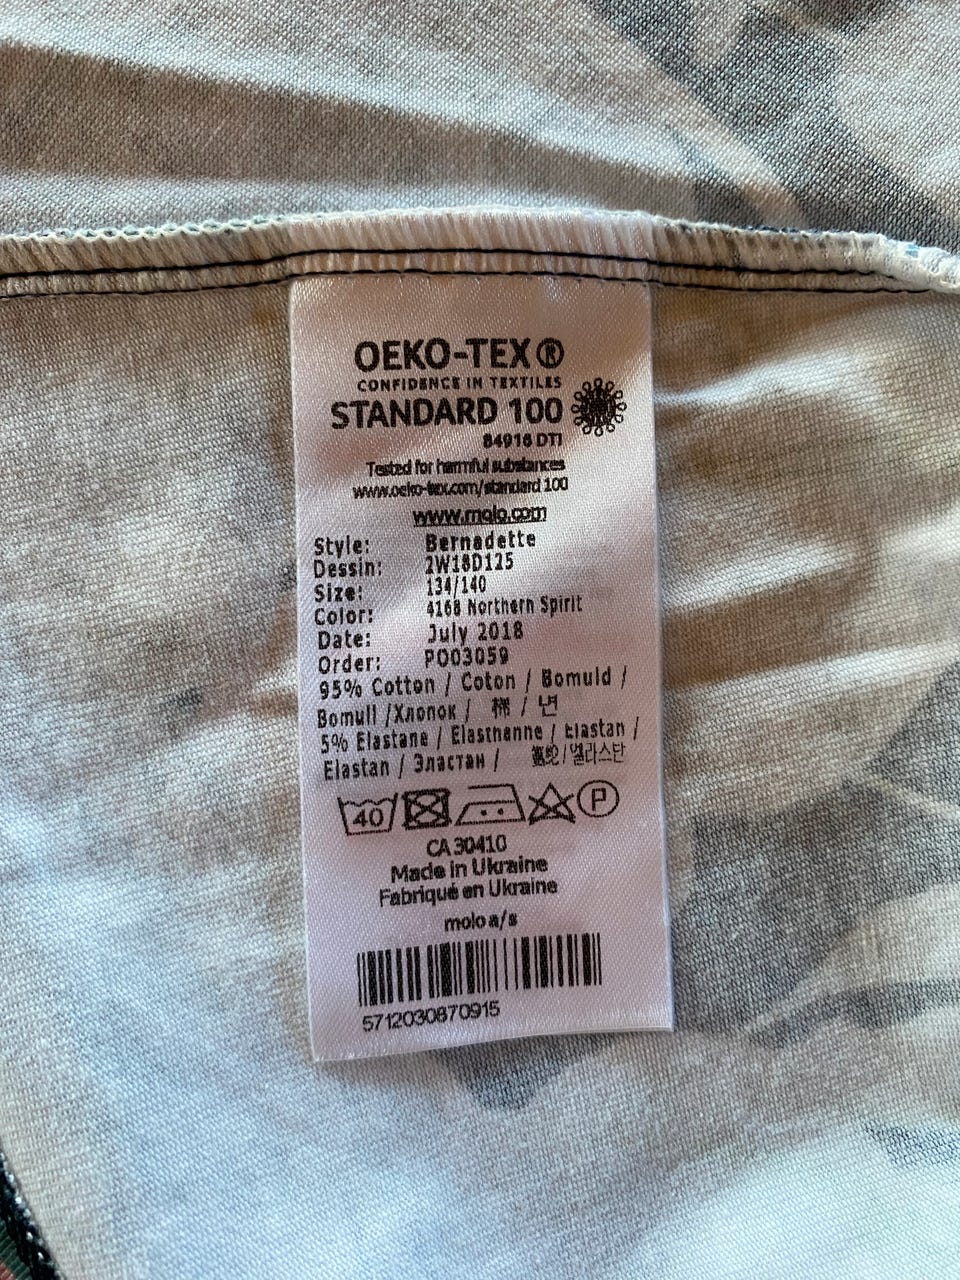 OEKO-TEX®
CONFIDENCE IN TEXTILES
STANDARD 100
84916 DTI
Tested for harmful substances
www.oeko-tex.com/standard 100
www.molo.com
Style: Bernadette
Dessin: 2W18D125
Size: 134/140
Color: 4168 Northern Spirit
Date: July 2018
Order: PO03059
95% Cotton / Coton / Bomuld /
Bomull /Хлопок / 棉 / 면
5% Elastane / Elasthanne / Elastan /
Elastan / Эластан / /엘라스탄
40 P
CA 30410
Made in Ukraine
Fabriqué en Ukraine
molo a/s
5712030870915